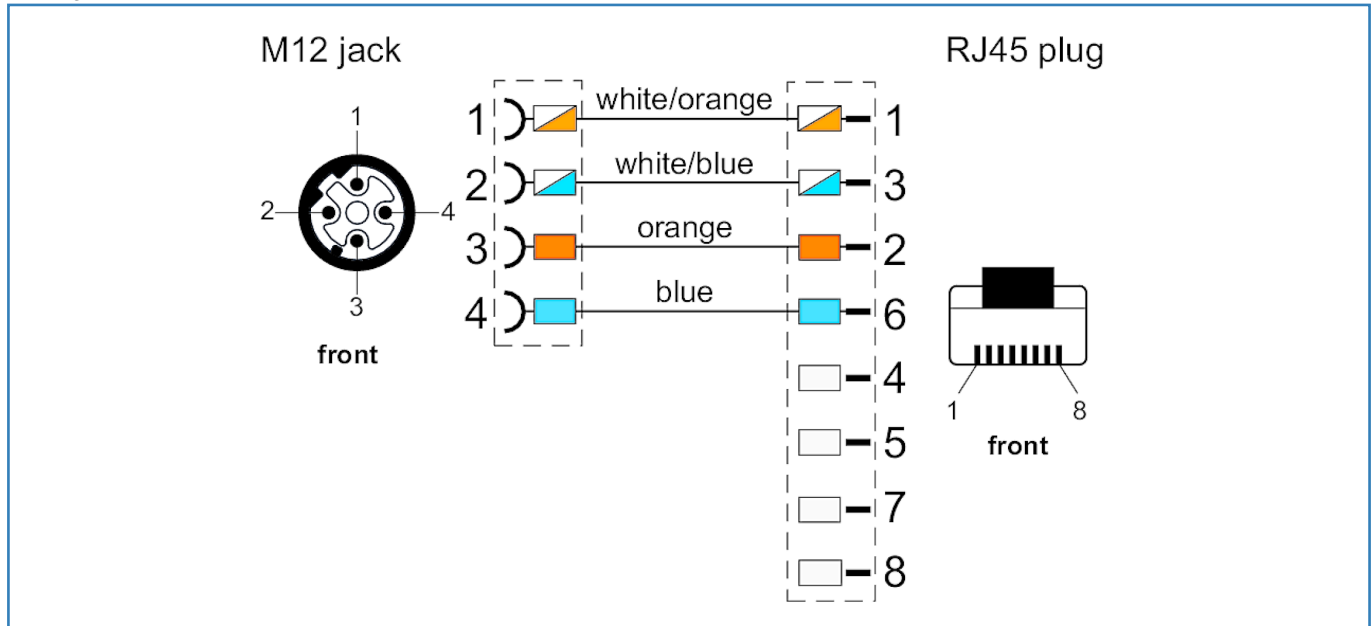 M12 jack
RJ45 plug
1
2
4
3
front
1 white/orange 1
2 white/blue 3
3 orange 2
4 blue 6
4
5
7
8
1 8
front